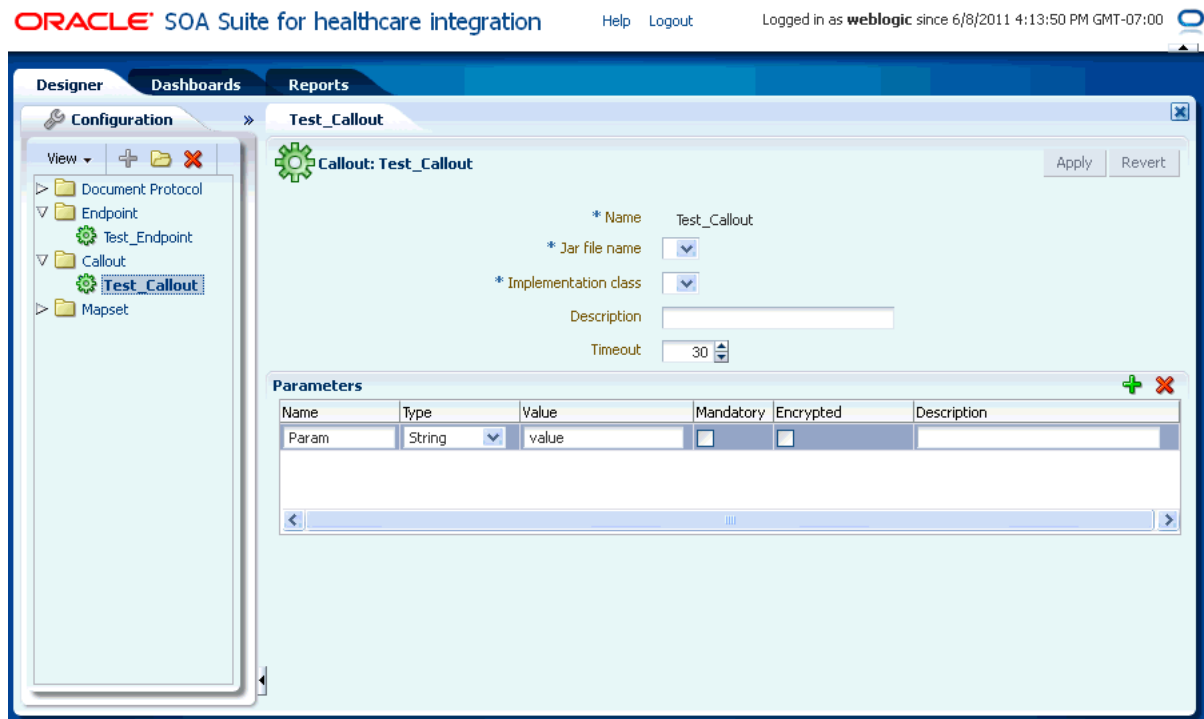 ORACLE SOA Suite for healthcare integration Help Logout Logged in as weblogic since 6/8/2011 4:13:50 PM GMT-07:00
Designer Dashboards Reports
Configuration » Test_Callout
View
Callout: Test_Callout Apply Revert
Document Protocol
Endpoint
Test_Endpoint
Callout
Test_Callout
Mapset
* Name Test_Callout
* Jar file name
* Implementation class
Description
Timeout 30
Parameters
Name Type Value Mandatory Encrypted Description
Param String value